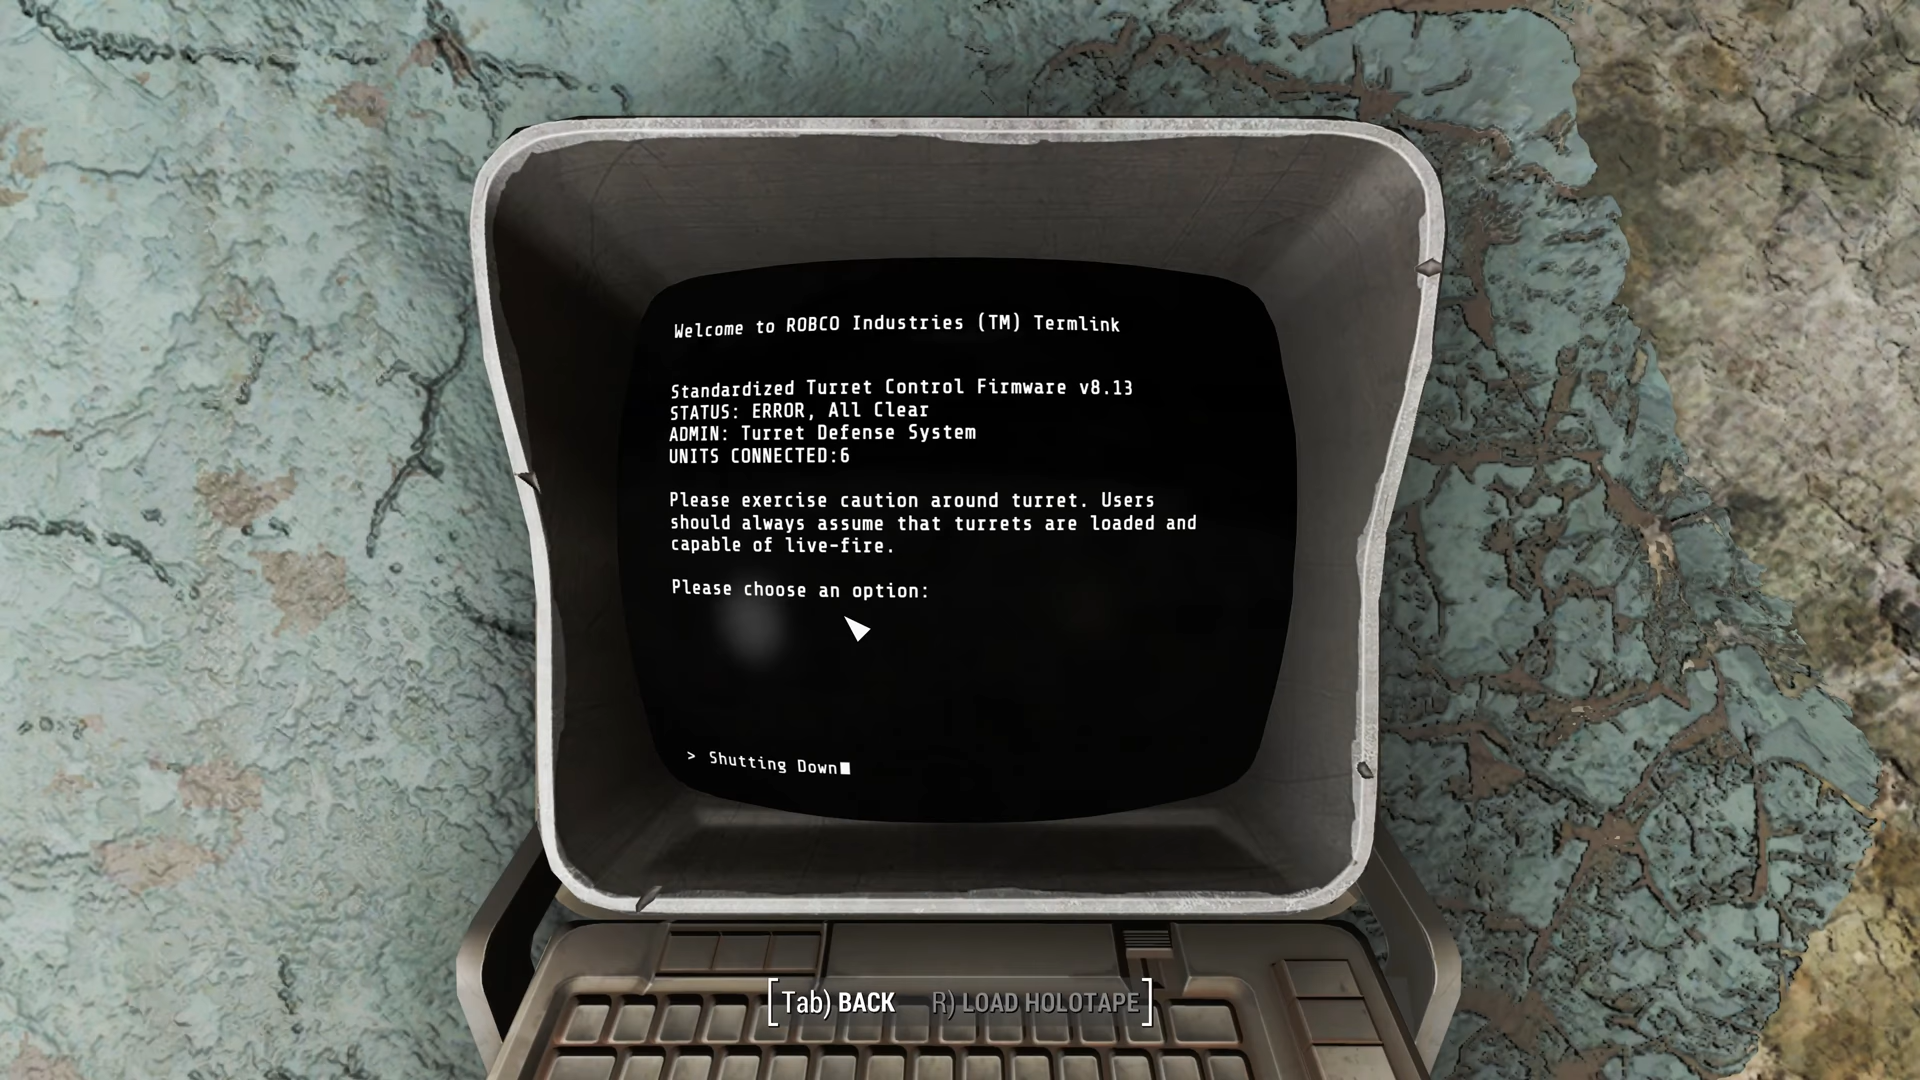 Welcome to ROBCO Industries (TM) Termlink
Standardized Turret Control Firmware v8.13
STATUS: ERROR, All Clear
ADMIN: Turret Defense System
UNITS CONNECTED:6
Please exercise caution around turret. Users
should always assume that turrets are loaded and
capable of live-fire.
Please choose an option:
> Shutting Down
[Tab) BACK R) LOAD HOLOTAPE]